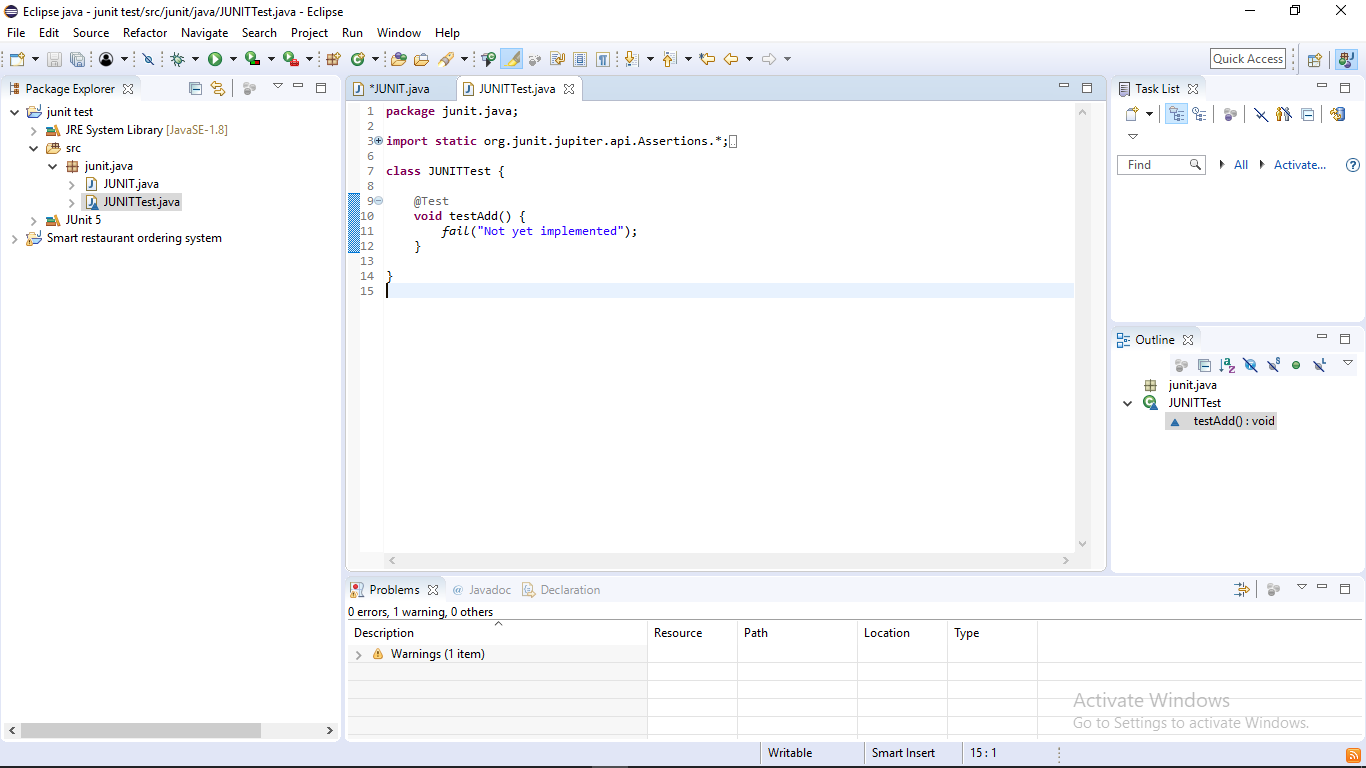 Eclipse java - junit test/src/junit/java/JUNITTest.java - Eclipse
File Edit Source Refactor Navigate Search Project Run Window Help
Quick Access
Package Explorer
junit test
JRE System Library [JavaSE-1.8]
src
junit.java
JUNIT.java
JUNITTest.java
JUnit 5
Smart restaurant ordering system
*JUNIT.java JUNITTest.java
1 package junit.java;
2
3 import static org.junit.jupiter.api.Assertions.*;
6
7 class JUNITTest {
8
9 @Test
10 void testAdd() {
11 fail("Not yet implemented");
12 }
13
14 }
15
Task List
Find All Activate...
Outline
junit.java
JUNITTest
testAdd() : void
Problems @ Javadoc Declaration
0 errors, 1 warning, 0 others
Description Resource Path Location Type
Warnings (1 item)
Activate Windows
Go to Settings to activate Windows.
Writable Smart Insert 15 : 1